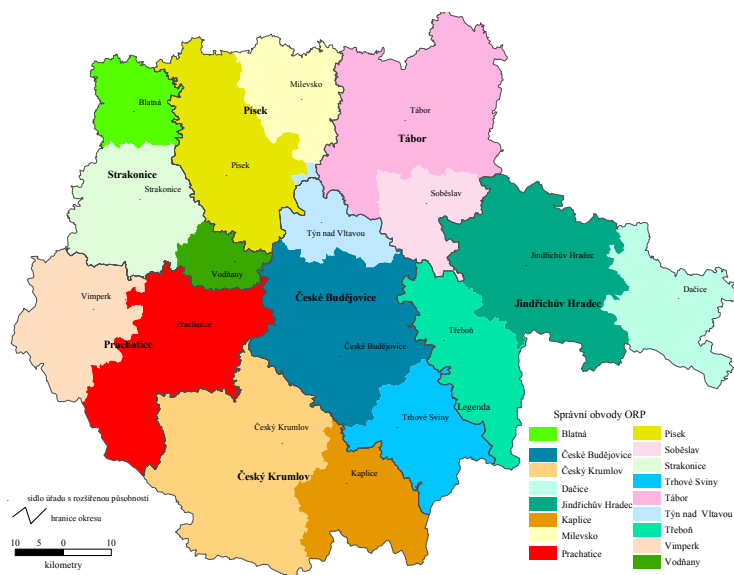 Milevsko
Blatná
Písek
Tábor
Tábor
Písek
Strakonice
Strakonice
Soběslav
Týn nad Vltavou
Vodňany
Jindřichův Hradec
Vimperk
České Budějovice
Jindřichův Hradec
Dačice
Prachatice
Třeboň
Prachatice
České Budějovice
Trhové Sviny
Legenda
Český Krumlov
Český Krumlov
Kaplice
Správní obvody ORP
Blatná
České Budějovice
Český Krumlov
Dačice
Jindřichův Hradec
Kaplice
Milevsko
Prachatice
Písek
Soběslav
Strakonice
Trhové Sviny
Tábor
Týn nad Vltavou
Třeboň
Vimperk
Vodňany
sídlo úřadu s rozšířenou působností
hranice okresu
10 5 0 10
kilometry